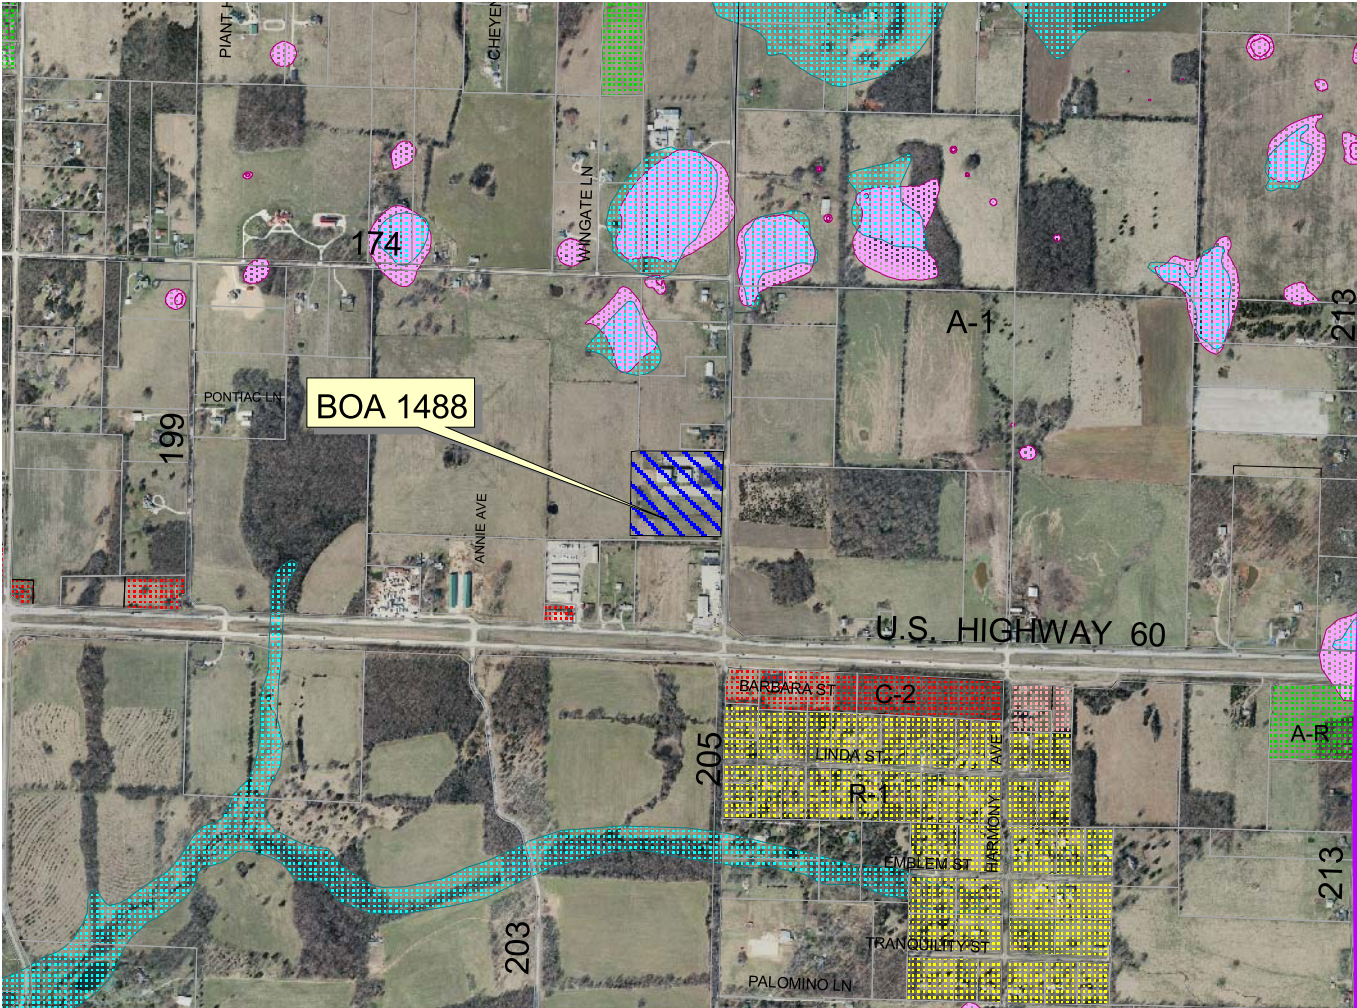 PIANT H
CHEYEN
WINGATE LN
174
A-1
213
PONTIAC LN
BOA 1488
199
ANNIE AVE
U.S. HIGHWAY 60
BARBARA ST
C-2
205
LINDA ST
AVE
A-R
R-1
HARMONY
EMBLEM ST
213
203
TRANQUILITY ST
PALOMINO LN